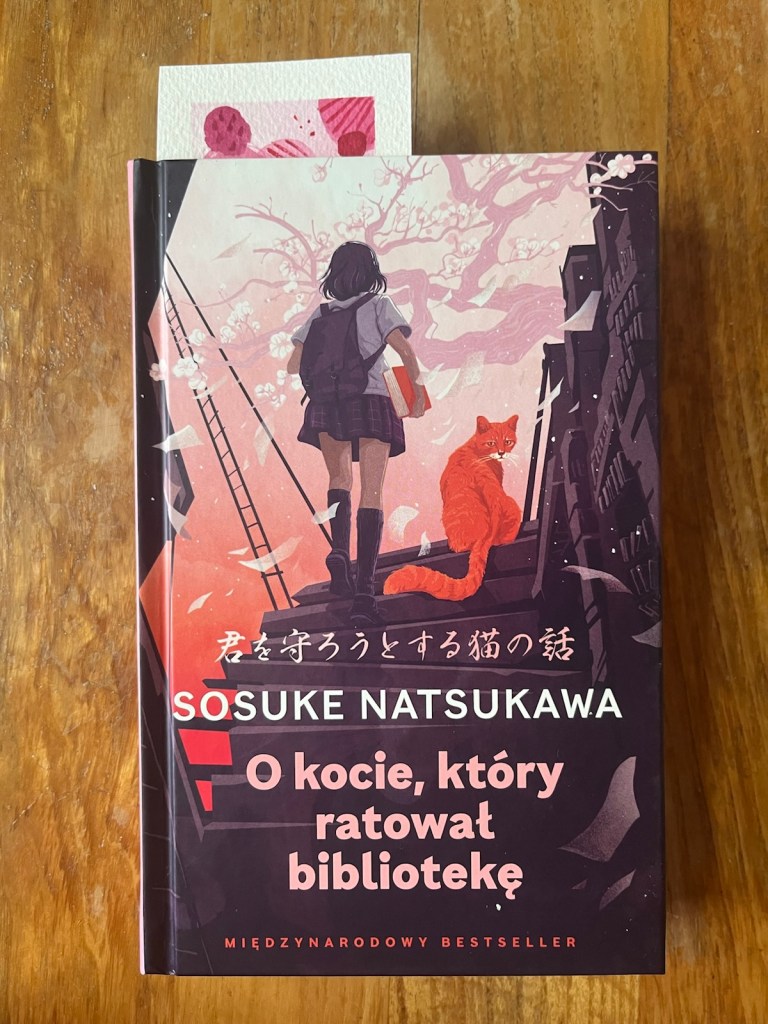 君を守ろうとする猫の話
SOSUKE NATSUKAWA
O kocie, który
ratował
bibliotekę
MIĘDZYNARODOWY BESTSELLER